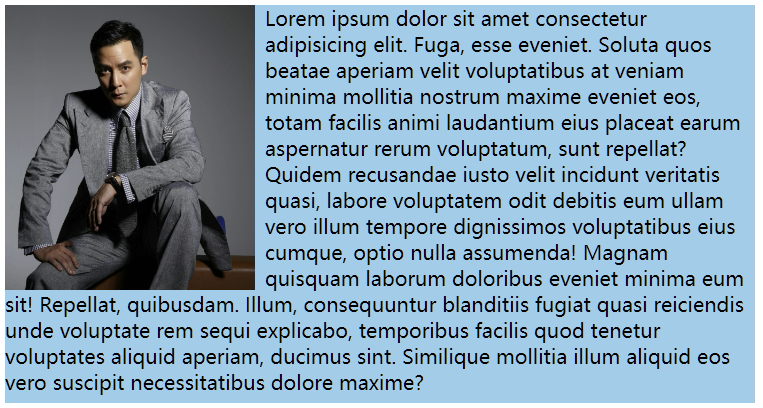 Lorem ipsum dolor sit amet consectetur
adipisicing elit. Fuga, esse eveniet. Soluta quos
beatae aperiam velit voluptatibus at veniam
minima mollitia nostrum maxime eveniet eos,
totam facilis animi laudantium eius placeat earum
aspernatur rerum voluptatum, sunt repellat?
Quidem recusandae iusto velit incidunt veritatis
quasi, labore voluptatem odit debitis eum ullam
vero illum tempore dignissimos voluptatibus eius
cumque, optio nulla assumenda! Magnam
quisquam laborum doloribus eveniet minima eum
sit! Repellat, quibusdam. Illum, consequuntur blanditiis fugiat quasi reiciendis
unde voluptate rem sequi explicabo, temporibus facilis quod tenetur
voluptates aliquid aperiam, ducimus sint. Similique mollitia illum aliquid eos
vero suscipit necessitatibus dolore maxime?